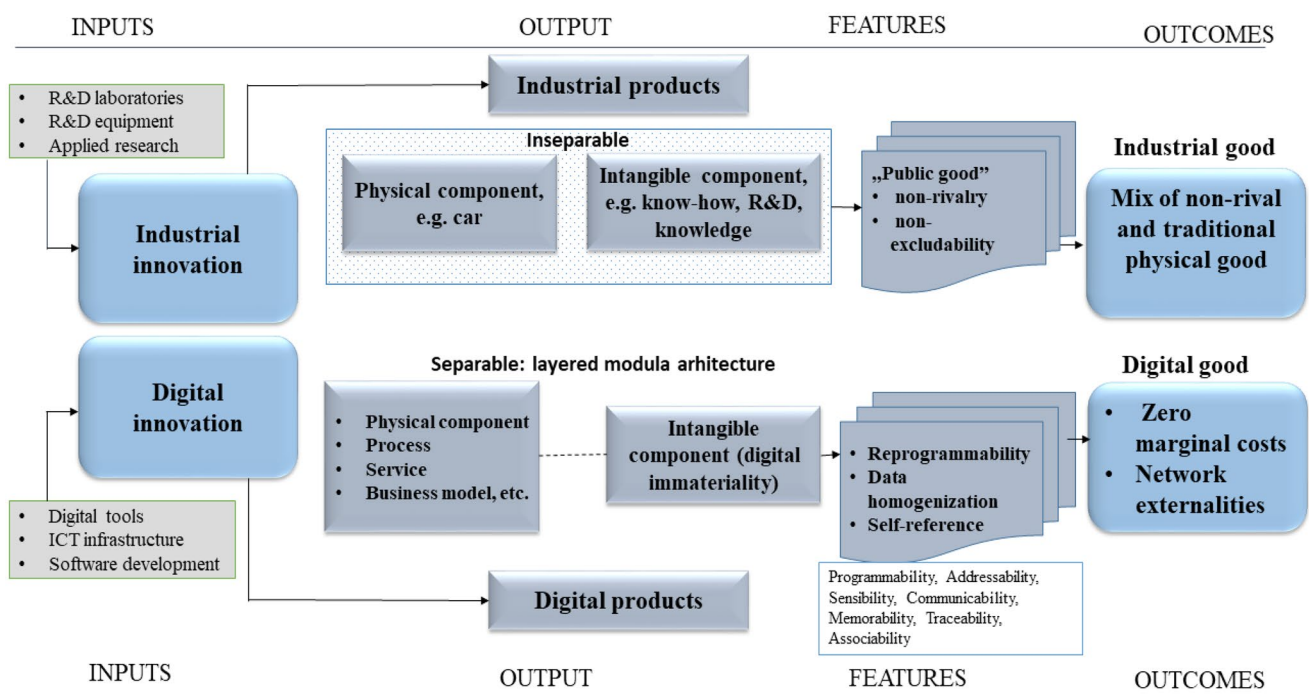 INPUTS
OUTPUT
FEATURES
OUTCOMES
Industrial products
• R&D laboratories
• R&D equipment
• Applied research
Industrial
innovation
Inseparable
Physical component,
e.g. car
Intangible component,
e.g. know-how, R&D,
knowledge
„Public good”
• non-rivalry
• non-
excludability
Industrial good
Mix of non-rival
and traditional
physical good
Digital
innovation
Separable: layered modula arhitecture
• Physical component
• Process
• Service
• Business model, etc.
Intangible
component (digital
immateriality)
• Reprogrammability
• Data
homogenization
• Self-reference
Digital good
• Zero
marginal costs
• Network
externalities
• Digital tools
• ICT infrastructure
• Software development
Digital products
Programmability, Addressability,
Sensibility, Communicability,
Memorability, Traceability,
Associability
INPUTS
OUTPUT
FEATURES
OUTCOMES